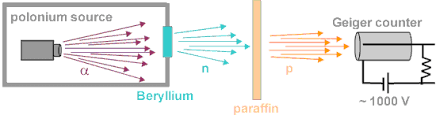 polonium source
Geiger counter
α
n
p
Beryllium
paraffin
~ 1000 V